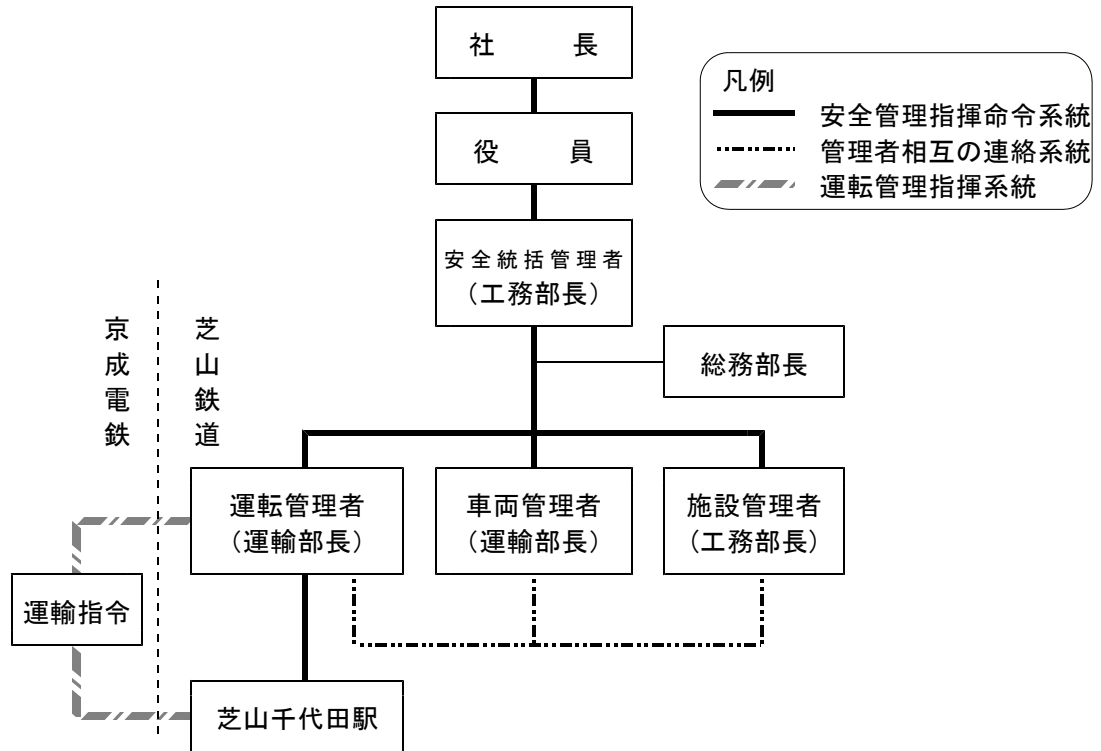 社 長
凡例
安全管理指揮命令系統
管理者相互の連絡系統
運転管理指揮系統
役 員
安全統括管理者
（工務部長）
京成電鉄
芝山鉄道
総務部長
運転管理者
（運輸部長）
車両管理者
（運輸部長）
施設管理者
（工務部長）
運輸指令
芝山千代田駅